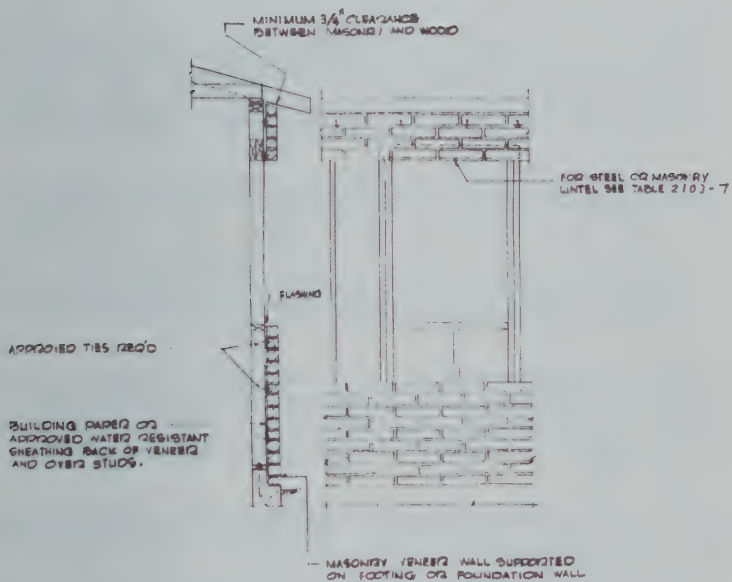 MINIMUM 3/4" CLEARANCE
BETWEEN MASONRY AND WOOD
FOR STEEL OR MASONRY
LINTEL SEE TABLE 2103-7
FLASHING
APPROVED TIES REQ'D
BUILDING PAPER OR
APPROVED WATER RESISTANT
SHEATHING BACK OF VENEER
AND OVER STUDS.
MASONRY VENEER WALL SUPPORTED
ON FOOTING OR FOUNDATION WALL